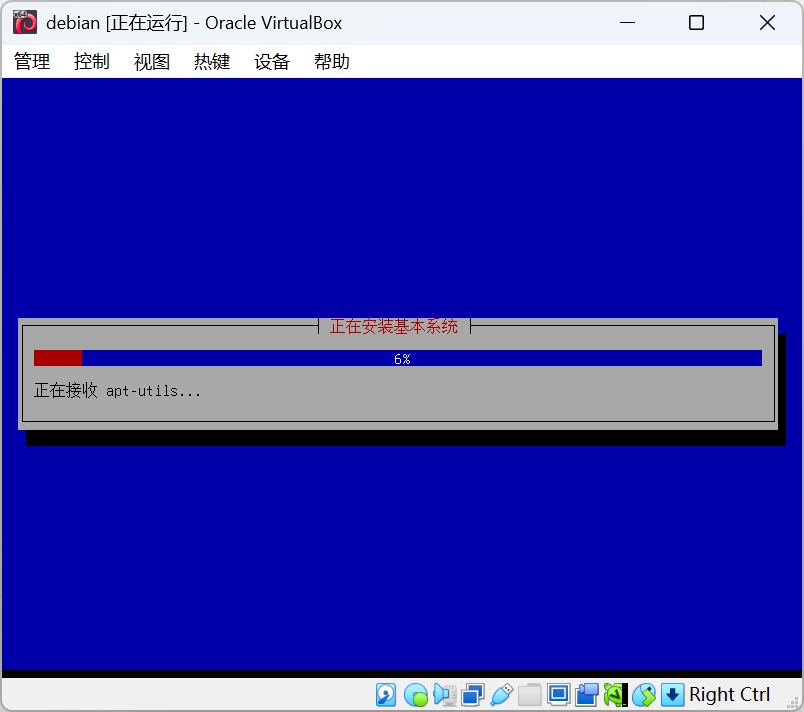 debian [正在运行] - Oracle VirtualBox
管理 控制 视图 热键 设备 帮助
正在安装基本系统
6%
正在接收 apt-utils...
Right Ctrl